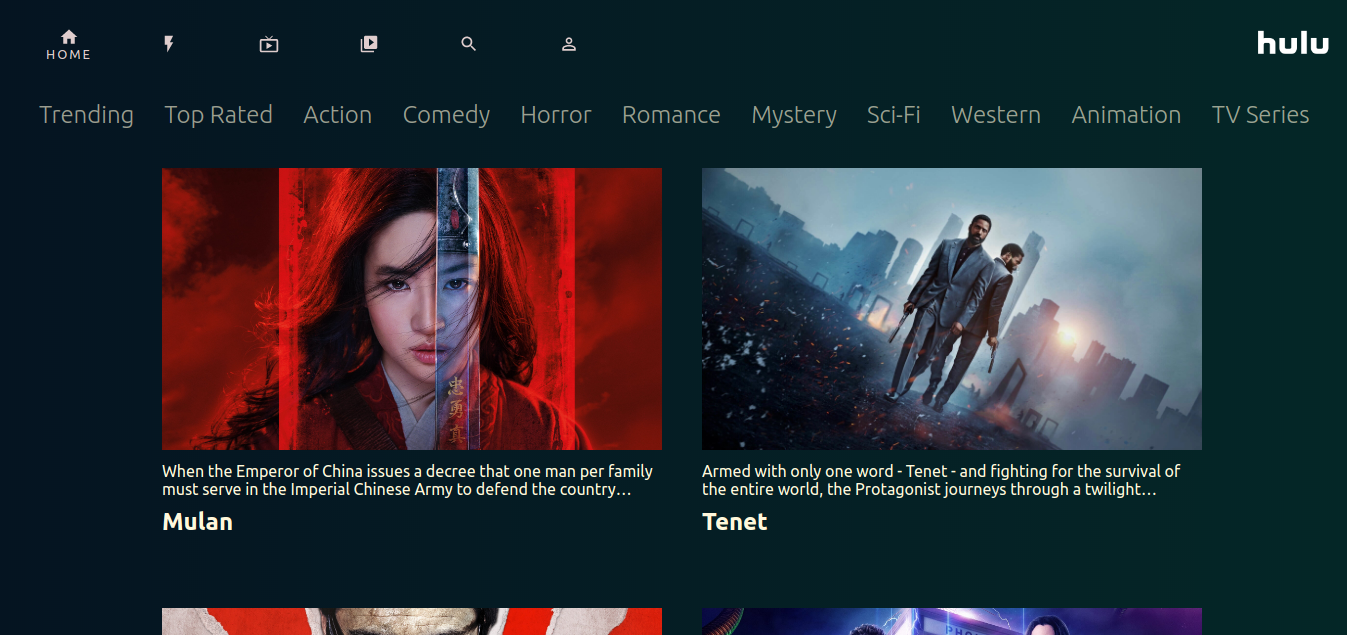 HOME
hulu
Trending Top Rated Action Comedy Horror Romance Mystery Sci-Fi Western Animation TV Series
忠勇真
When the Emperor of China issues a decree that one man per family
must serve in the Imperial Chinese Army to defend the country...
Mulan
Armed with only one word - Tenet - and fighting for the survival of
the entire world, the Protagonist journeys through a twilight...
Tenet